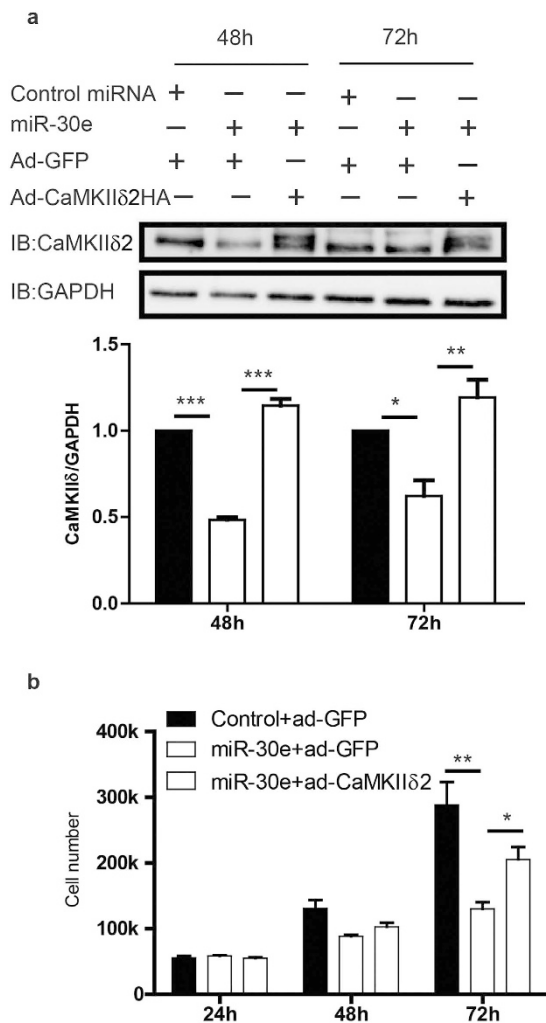 a
48h 72h
Control miRNA + — — + — —
miR-30e — + + — + +
Ad-GFP + + — + + —
Ad-CaMKIIδ2HA — — + — — +
IB:CaMKIIδ2
IB:GAPDH
CaMKIIδ/GAPDH
1.5
1.0
0.5
0.0
*** *** * **
48h 72h
b
Cell number
400k
300k
200k
100k
0
Control+ad-GFP
miR-30e+ad-GFP
miR-30e+ad-CaMKIIδ2
** *
24h 48h 72h